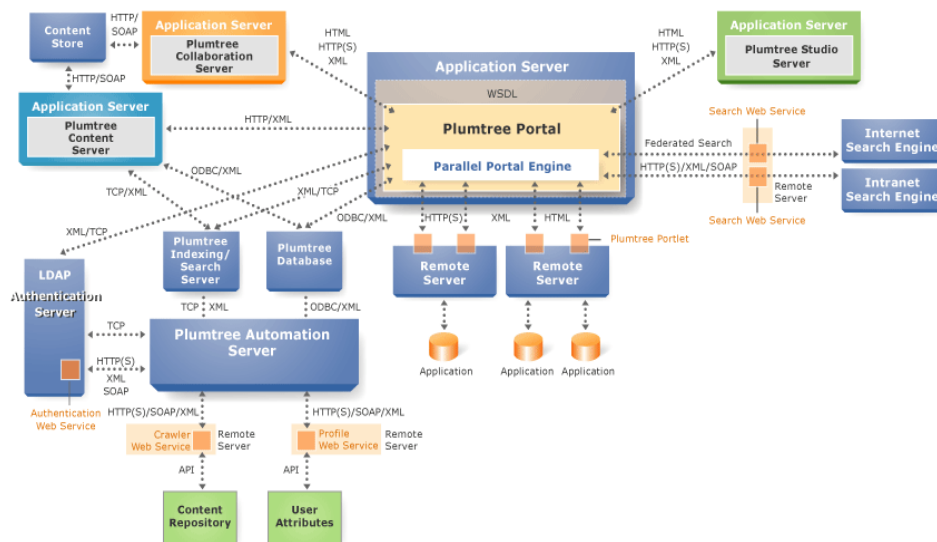 Content
Store
HTTP/
SOAP
Application Server
Plumtree
Collaboration
Server
HTML
HTTP(S)
XML
Application Server
WSDL
Plumtree Portal
Parallel Portal Engine
HTML
HTTP(S)
XML
Application Server
Plumtree Studio
Server
HTTP/SOAP
Application Server
Plumtree
Content
Server
HTTP/XML
Search Web Service
Federated Search
HTTP(S)/XML/SOAP
Remote
Server
Search Web Service
Internet
Search Engine
Intranet
Search Engine
TCP/XML
ODBC/XML
XML/TCP
ODBC/XML
XML/TCP
HTTP(S)
XML
HTML
Plumtree Portlet
Plumtree
Indexing/
Search
Server
Plumtree
Database
Remote
Server
Remote
Server
Application
Application
Application
LDAP
Authentication
Server
TCP
XML
ODBC/XML
TCP
HTTP(S)
XML
SOAP
Plumtree Automation
Server
Authentication
Web Service
HTTP(S)/SOAP/XML
HTTP(S)/SOAP/XML
Crawler
Web Service
Remote
Server
Profile
Web Service
Remote
Server
API
API
Content
Repository
User
Attributes